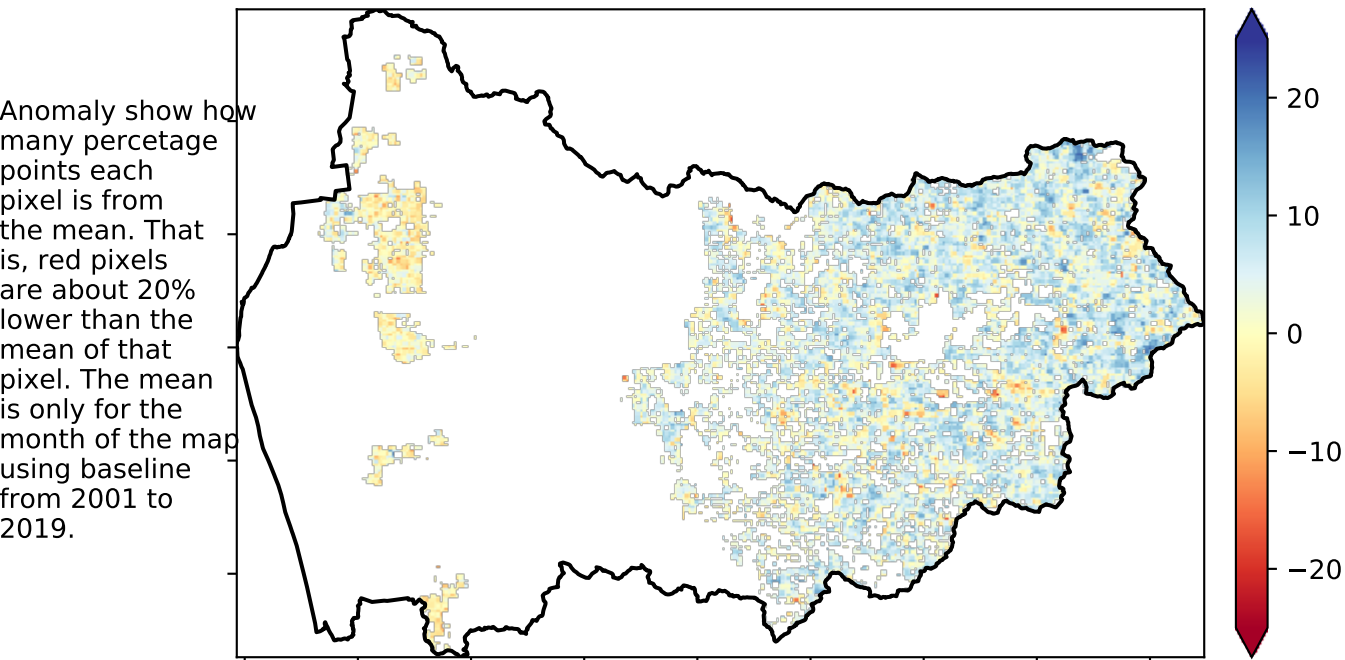 Anomaly show how
many percetage
points each
pixel is from
the mean. That
is, red pixels
are about 20%
lower than the
mean of that
pixel. The mean
is only for the
month of the map
using baseline
from 2001 to
2019.
20
10
0
−10
−20